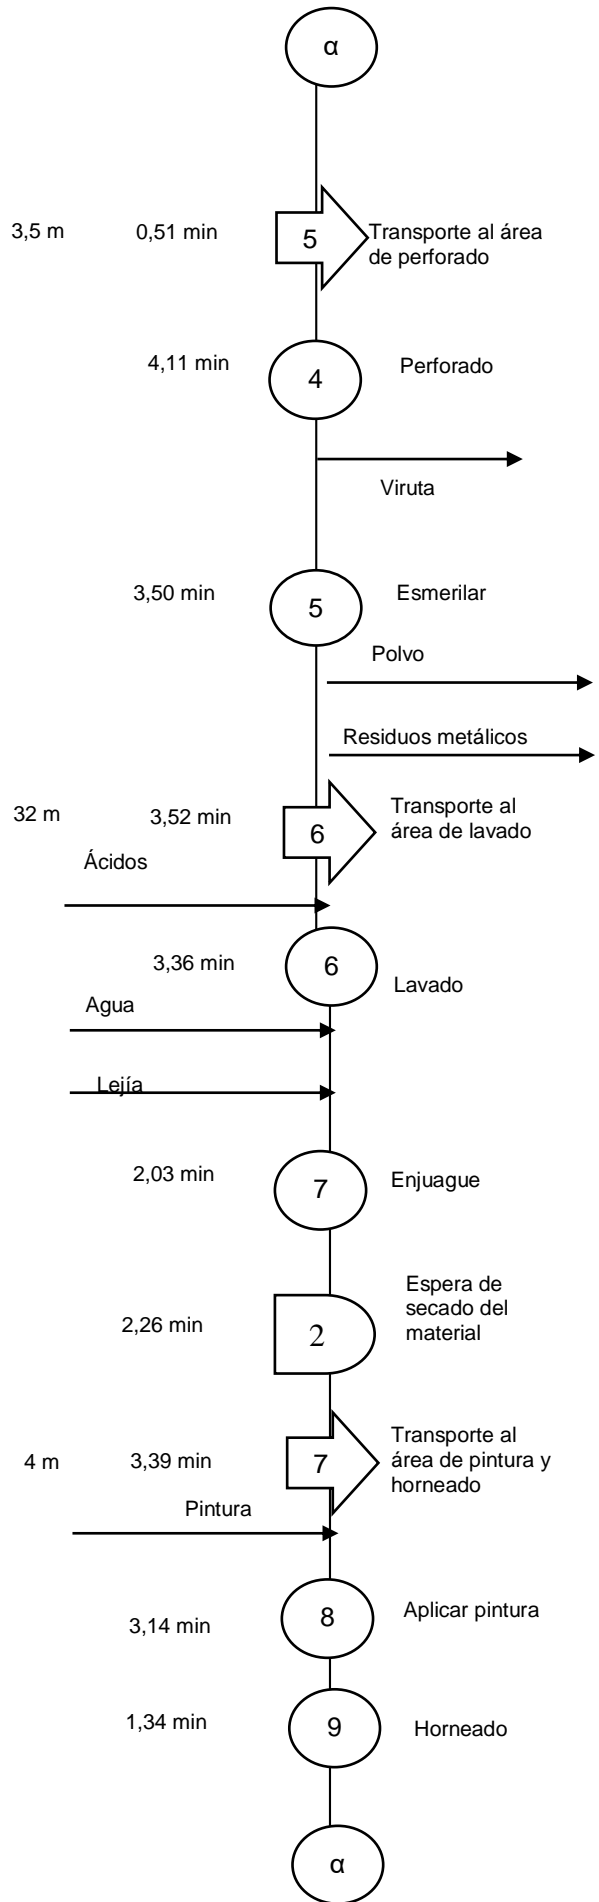 α
3,5 m
0,51 min
5
Transporte al área
de perforado
4,11 min
4
Perforado
Viruta
3,50 min
5
Esmerilar
Polvo
Residuos metálicos
32 m
3,52 min
6
Transporte al
área de lavado
Ácidos
3,36 min
6
Lavado
Agua
Lejía
2,03 min
7
Enjuague
2,26 min
2
Espera de
secado del
material
4 m
3,39 min
7
Transporte al
área de pintura y
horneado
Pintura
3,14 min
8
Aplicar pintura
1,34 min
9
Horneado
α